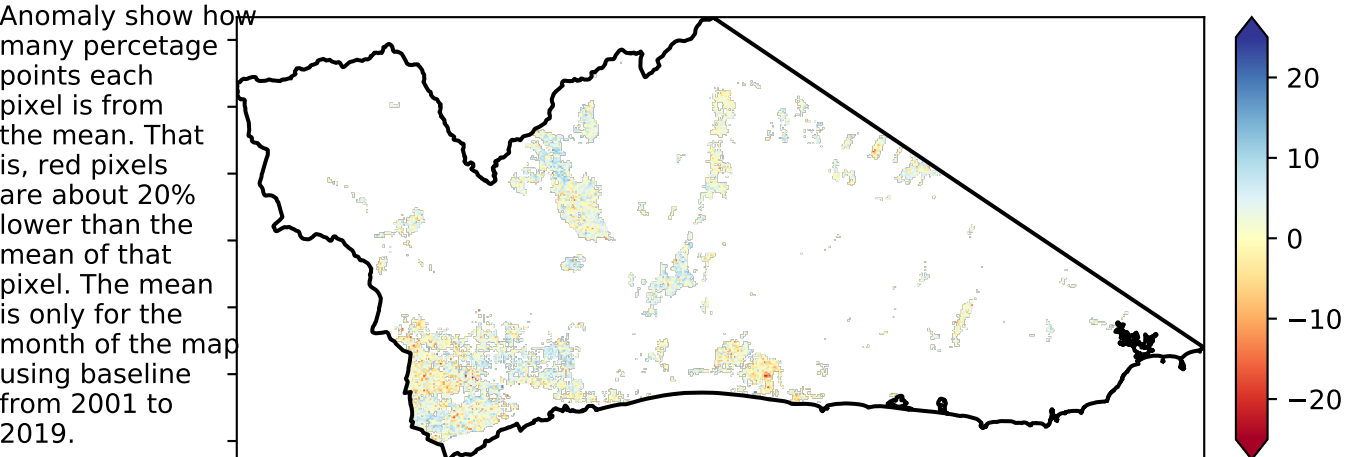 Anomaly show how
many percetage
points each
pixel is from
the mean. That
is, red pixels
are about 20%
lower than the
mean of that
pixel. The mean
is only for the
month of the map
using baseline
from 2001 to
2019.
20
10
0
−10
−20